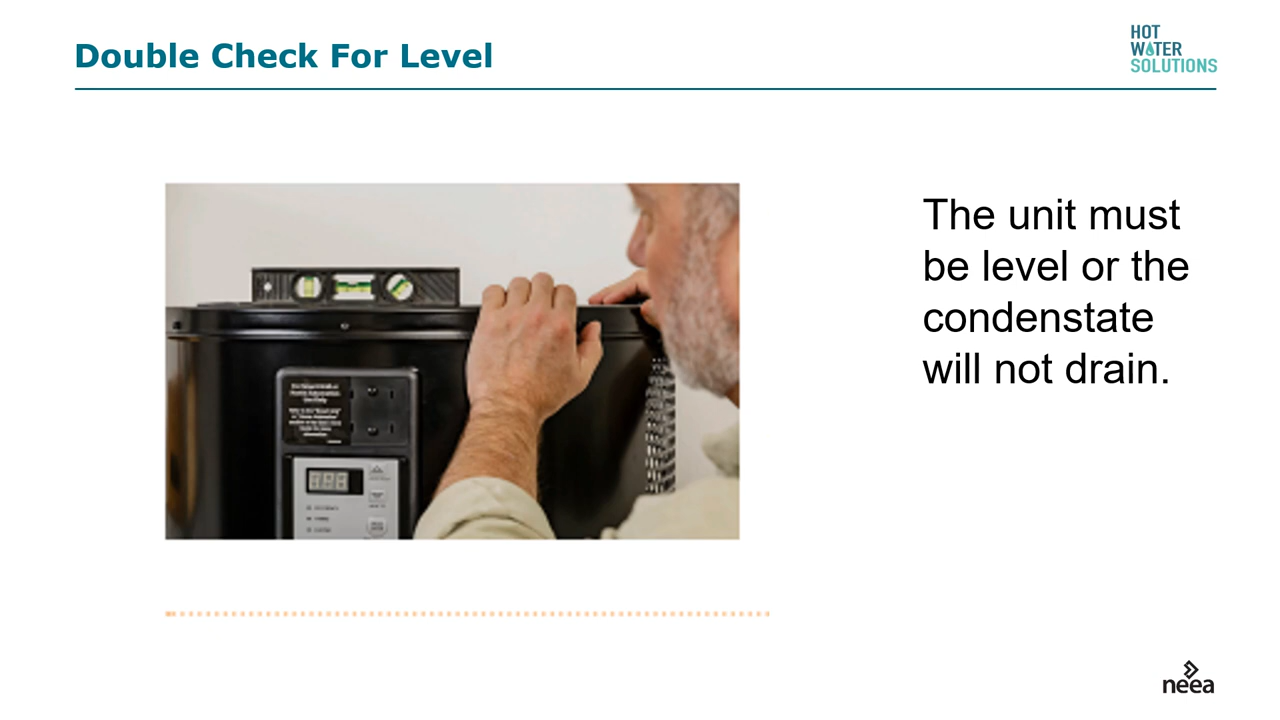 Double Check For Level
HOT
WATER
SOLUTIONS
The unit must
be level or the
condenstate
will not drain.
neea